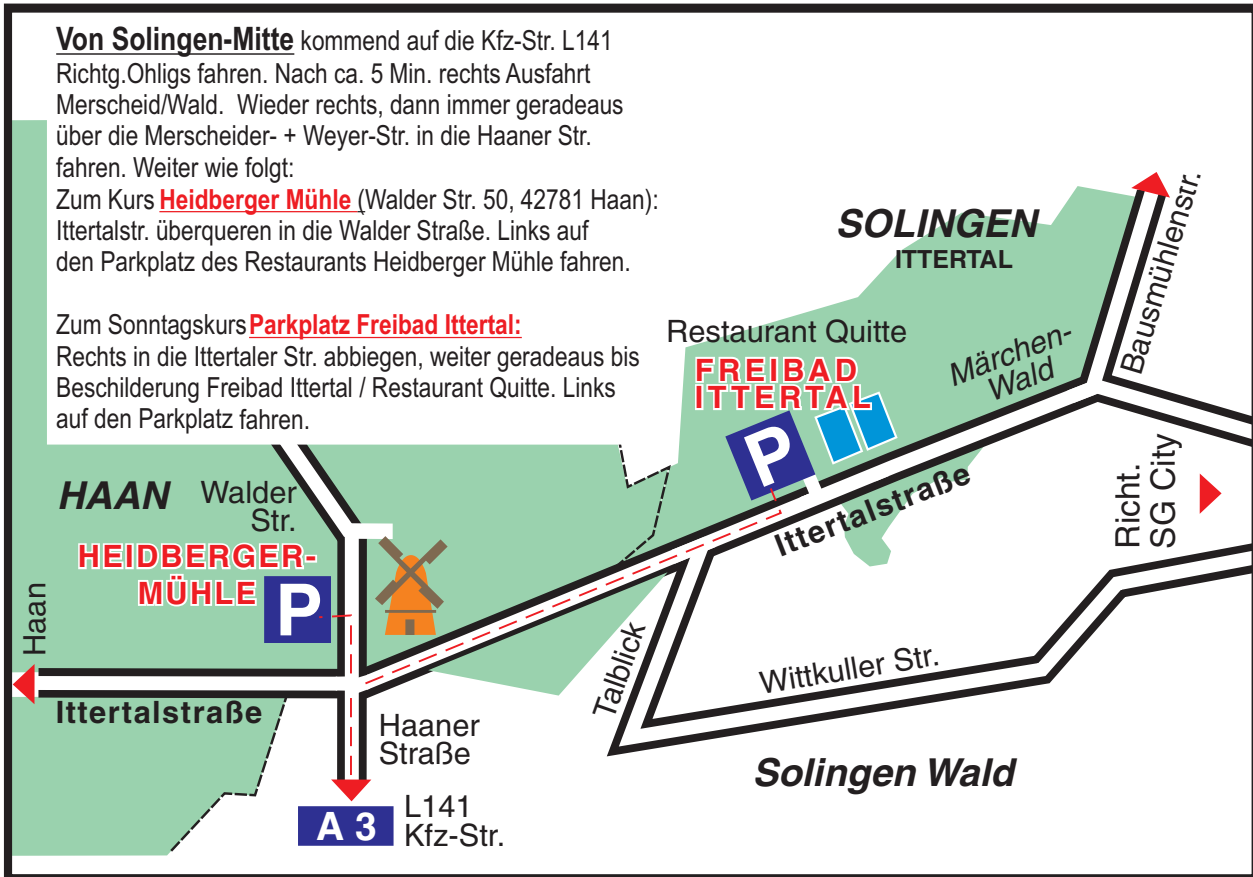 Von Solingen-Mitte kommend auf die Kfz-Str. L141
Richtg.Ohligs fahren. Nach ca. 5 Min. rechts Ausfahrt
Merscheid/Wald. Wieder rechts, dann immer geradeaus
über die Merscheider- + Weyer-Str. in die Haaner Str.
fahren. Weiter wie folgt:
Zum Kurs Heidberger Mühle (Walder Str. 50, 42781 Haan):
Ittertalstr. überqueren in die Walder Straße. Links auf
den Parkplatz des Restaurants Heidberger Mühle fahren.
Zum Sonntagskurs Parkplatz Freibad Ittertal:
Rechts in die Ittertaler Str. abbiegen, weiter geradeaus bis
Beschilderung Freibad Ittertal / Restaurant Quitte. Links
auf den Parkplatz fahren.
SOLINGEN
ITTERTAL
Bausmühlenstr.
Restaurant Quitte
FREIBAD
ITTERTAL
P
Märchen-
Wald
Ittertalstraße
Richt.
SG City
HAAN
Walder
Str.
HEIDBERGER-
MÜHLE
P
Haan
Ittertalstraße
Talblick
Wittkuller Str.
Haaner
Straße
Solingen Wald
A 3
L141
Kfz-Str.